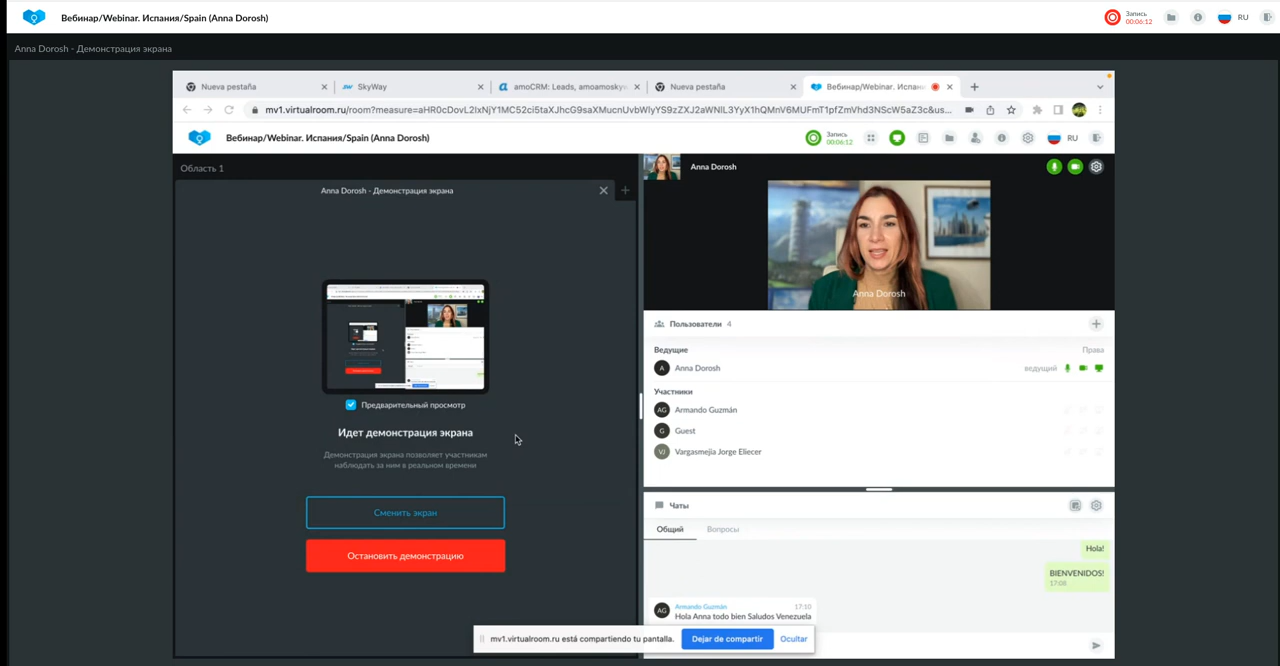 Вебинар/Webinar. Испания/Spain (Anna Dorosh)
Запись
00:06:12
RU
Anna Dorosh - Демонстрация экрана
Nueva pestaña
SkyWay
amoCRM: Leads, amoamoskyv
Nueva pestaña
Вебинар/Webinar. Испан
mv1.virtualroom.ru/room?measure=aHR0cDovL2IxNjY1MC52ci5taXJhcG9saXMucnUvbWlyYS9zZXJ2aWNlL3YyX1hQMnV6MUFmT1pfZmVhd3NScW5aZ3c&us...
Вебинар/Webinar. Испания/Spain (Anna Dorosh)
Запись
00:06:12
RU
Область 1
Anna Dorosh - Демонстрация экрана
Предварительный просмотр
Идет демонстрация экрана
Демонстрация экрана позволяет участникам
наблюдать за ним в реальном времени
Сменить экран
Остановить демонстрацию
Anna Dorosh
Anna Dorosh
Пользователи 4
Ведущие Права
A Anna Dorosh ведущий
Участники
AG Armando Guzmán
G Guest
VJ Vargasmejia Jorge Eliecer
Чаты
Общий Вопросы
Hola!
BIENVENIDOS!
17:08
AG Armando Guzmán 17:10
Hola Anna todo bien Saludos Venezuela
mv1.virtualroom.ru está compartiendo tu pantalla. Dejar de compartir Ocultar